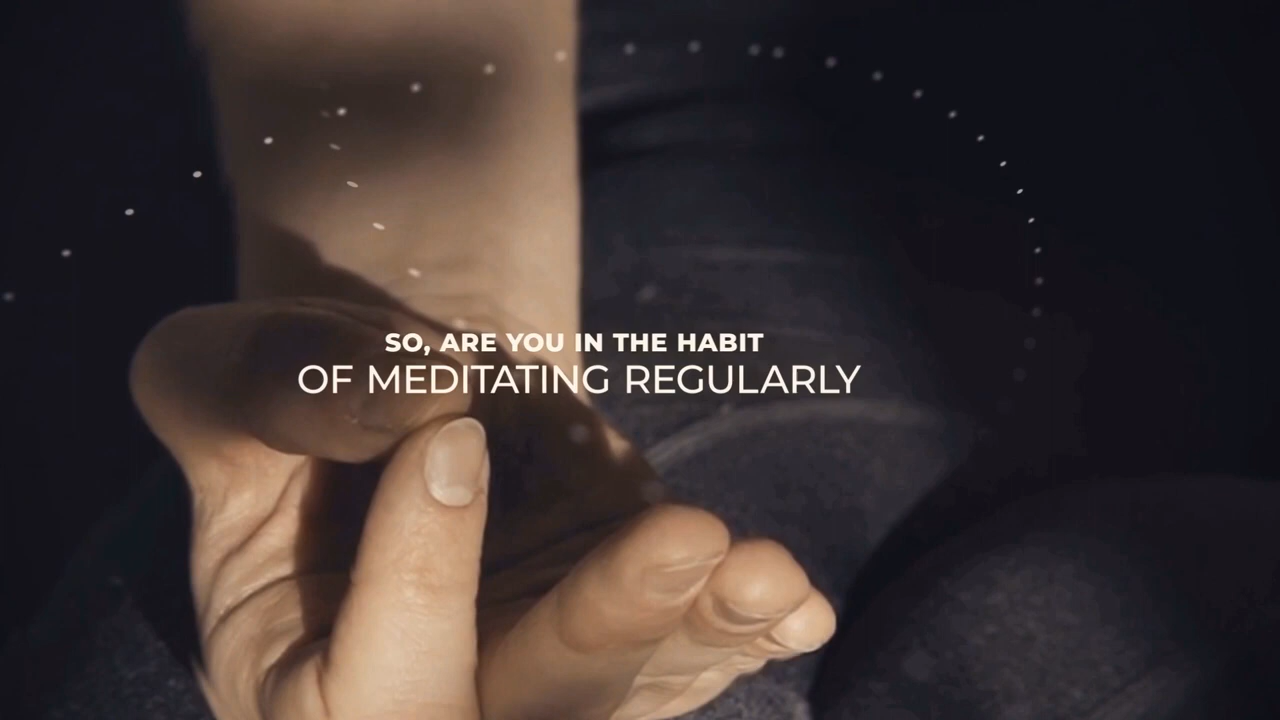 SO, ARE YOU IN THE HABIT
OF MEDITATING REGULARLY